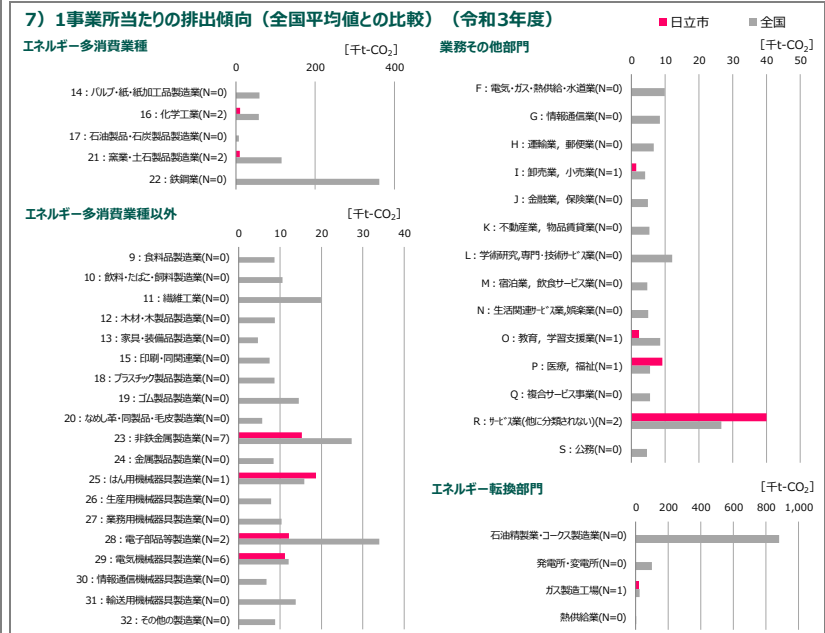 7）1事業所当たりの排出傾向（全国平均値との比較）（令和3年度）
■日立市 ■全国
エネルギー多消費業種
[千t-CO₂]
0 200 400
14：パルプ・紙・紙加工品製造業(N=0)
16：化学工業(N=2)
17：石油製品・石炭製品製造業(N=0)
21：窯業・土石製品製造業(N=2)
22：鉄鋼業(N=0)
エネルギー多消費業種以外
[千t-CO₂]
0 10 20 30 40
9：食料品製造業(N=0)
10：飲料・たばこ・飼料製造業(N=0)
11：繊維工業(N=0)
12：木材・木製品製造業(N=0)
13：家具・装備品製造業(N=0)
15：印刷・同関連業(N=0)
18：プラスチック製品製造業(N=0)
19：ゴム製品製造業(N=0)
20：なめし革・同製品・毛皮製造業(N=0)
23：非鉄金属製造業(N=7)
24：金属製品製造業(N=0)
25：はん用機械器具製造業(N=1)
26：生産用機械器具製造業(N=0)
27：業務用機械器具製造業(N=0)
28：電子部品等製造業(N=2)
29：電気機械器具製造業(N=6)
30：情報通信機械器具製造業(N=0)
31：輸送用機械器具製造業(N=0)
32：その他の製造業(N=0)
業務その他部門
[千t-CO₂]
0 10 20 30 40 50
F：電気・ガス・熱供給・水道業(N=0)
G：情報通信業(N=0)
H：運輸業，郵便業(N=0)
I：卸売業，小売業(N=1)
J：金融業，保険業(N=0)
K：不動産業，物品賃貸業(N=0)
L：学術研究,専門・技術ｻｰﾋﾞｽ業(N=0)
M：宿泊業，飲食サービス業(N=0)
N：生活関連ｻｰﾋﾞｽ業,娯楽業(N=0)
O：教育，学習支援業(N=1)
P：医療，福祉(N=1)
Q：複合サービス事業(N=0)
R：ｻｰﾋﾞｽ業(他に分類されない)(N=2)
S：公務(N=0)
エネルギー転換部門
[千t-CO₂]
0 200 400 600 800 1,000
石油精製業・コークス製造業(N=0)
発電所・変電所(N=0)
ガス製造工場(N=1)
熱供給業(N=0)